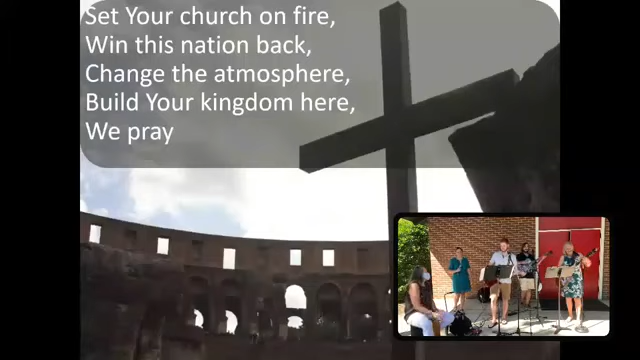 Set Your church on fire,
Win this nation back,
Change the atmosphere,
Build Your kingdom here,
We pray